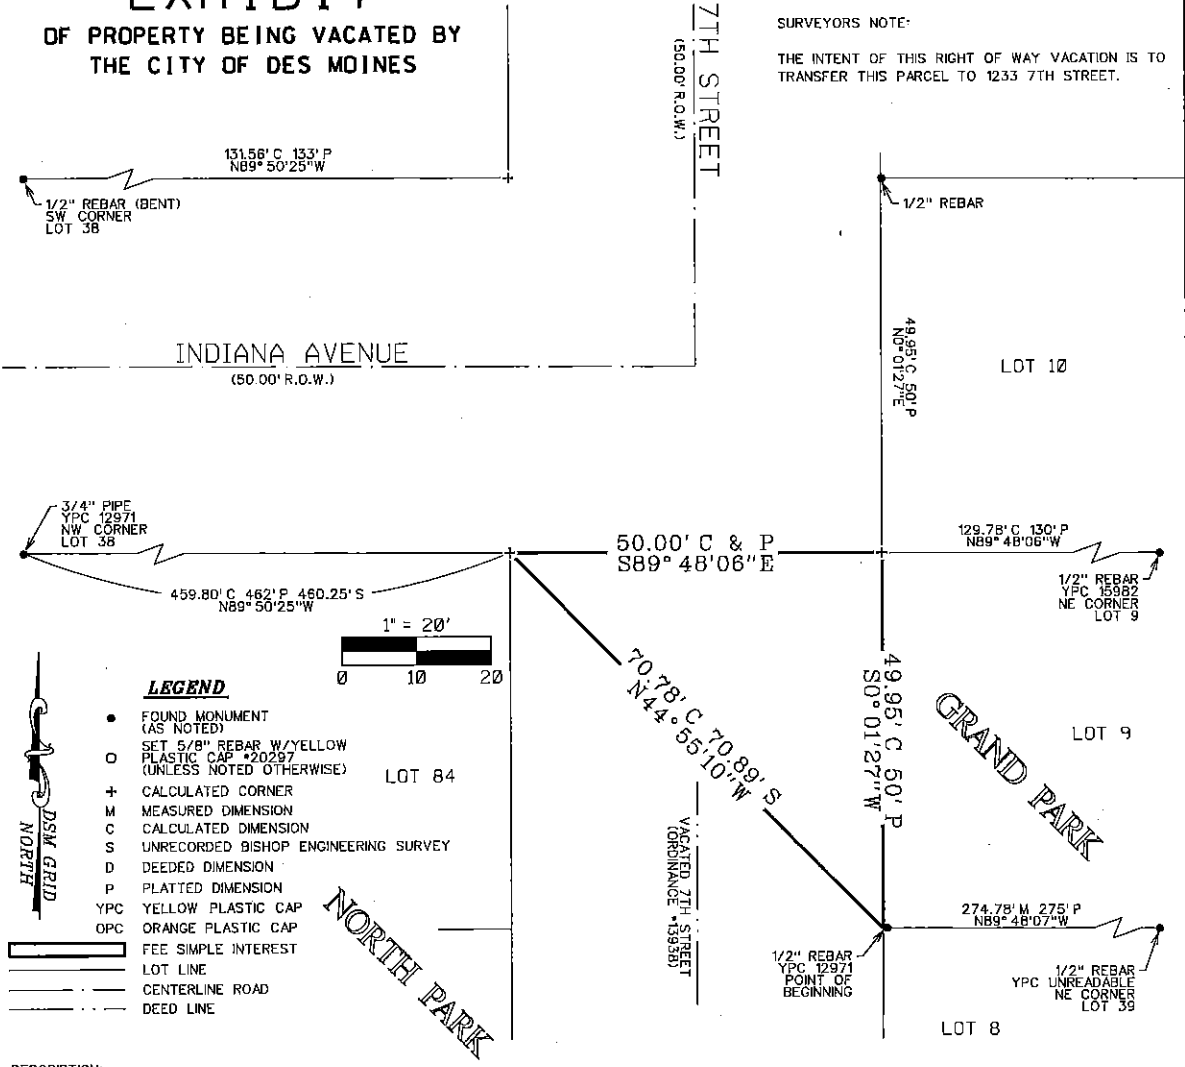 EXHIBIT
OF PROPERTY BEING VACATED BY
THE CITY OF DES MOINES
7TH STREET
(50.00' R.O.W.)
SURVEYORS NOTE:
THE INTENT OF THIS RIGHT OF WAY VACATION IS TO
TRANSFER THIS PARCEL TO 1233 7TH STREET.
131.56' C 133' P
N89°50'25"W
1/2" REBAR (BENT)
SW CORNER
LOT 38
1/2" REBAR
INDIANA AVENUE
(50.00' R.O.W.)
49.95' C 50' P
N0°01'27"E
LOT 10
3/4" PIPE
YPC 12971
NW CORNER
LOT 38
50.00' C & P
S89°48'06"E
129.78' C 130' P
N89°48'06"W
459.80' C 462' P 460.25' S
N89°50'25"W
1/2" REBAR
YPC 15982
NE CORNER
LOT 9
1" = 20'
0 10 20
70.78' C 70.89' S
N44°55'10"W
49.95' C 50' P
S0°01'27"W
GRAND PARK
LOT 9
LEGEND
FOUND MONUMENT
(AS NOTED)
SET 5/8" REBAR W/YELLOW
PLASTIC CAP #20297
(UNLESS NOTED OTHERWISE)
+ CALCULATED CORNER
M MEASURED DIMENSION
C CALCULATED DIMENSION
S UNRECORDED BISHOP ENGINEERING SURVEY
D DEEDED DIMENSION
P PLATTED DIMENSION
YPC YELLOW PLASTIC CAP
OPC ORANGE PLASTIC CAP
FEE SIMPLE INTEREST
LOT LINE
CENTERLINE ROAD
DEED LINE
DSM GRID
NORTH
LOT 84
NORTH PARK
VACATED 7TH STREET
(ORDINANCE #13938)
274.78' M 275' P
N89°48'07"W
1/2" REBAR
YPC 12971
POINT OF
BEGINNING
1/2" REBAR
YPC UNREADABLE
NE CORNER
LOT 39
LOT 8